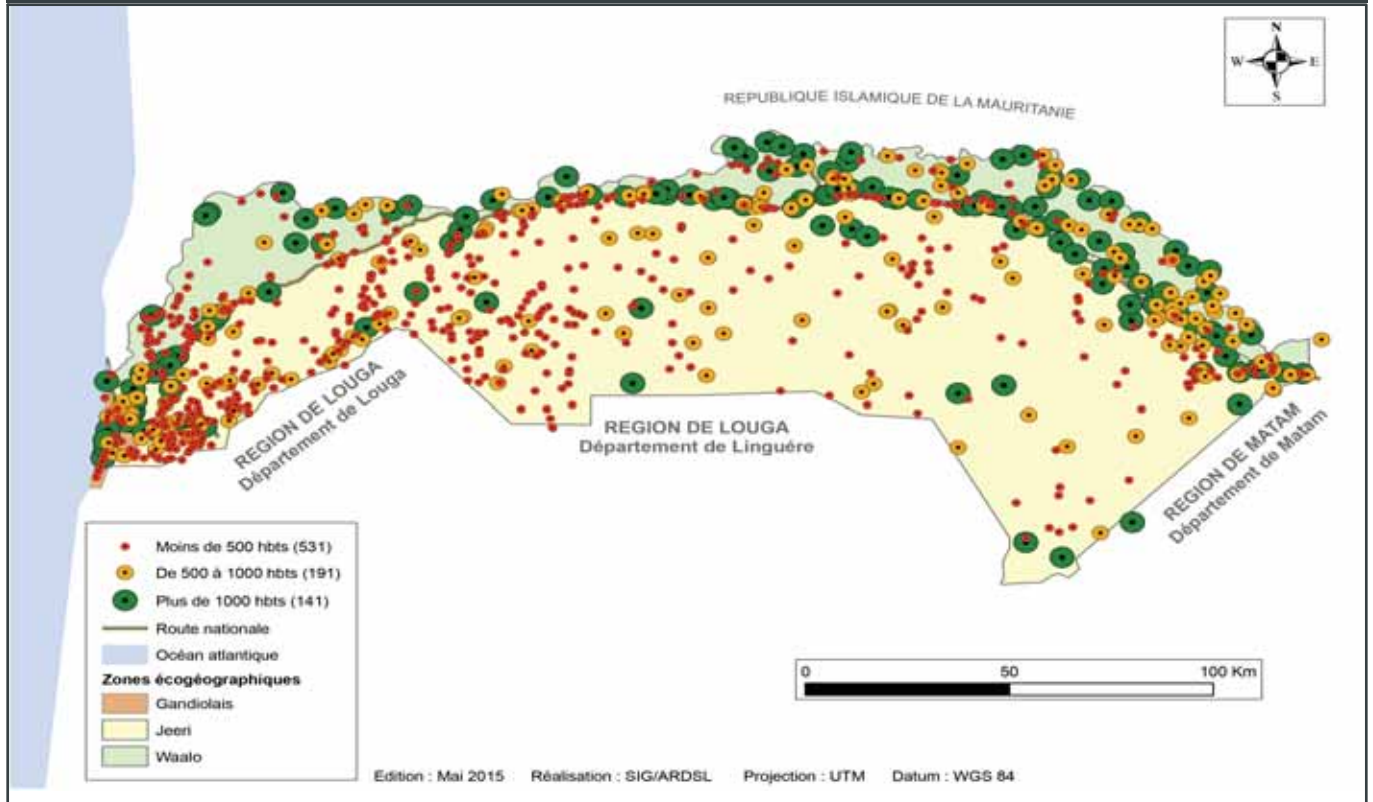 N
W E
S
REPUBLIQUE ISLAMIQUE DE LA MAURITANIE
REGION DE LOUGA
Département de Louga
REGION DE LOUGA
Département de Linguére
REGION DE MATAM
Département de Matam
Moins de 500 hbts (531)
De 500 à 1000 hbts (191)
Plus de 1000 hbts (141)
Route nationale
Océan atlantique
Zones écogéographiques
Gandiolais
Jeeri
Waalo
0 50 100 Km
Edition : Mai 2015 Réalisation : SIG/ARDSL Projection : UTM Datum : WGS 84